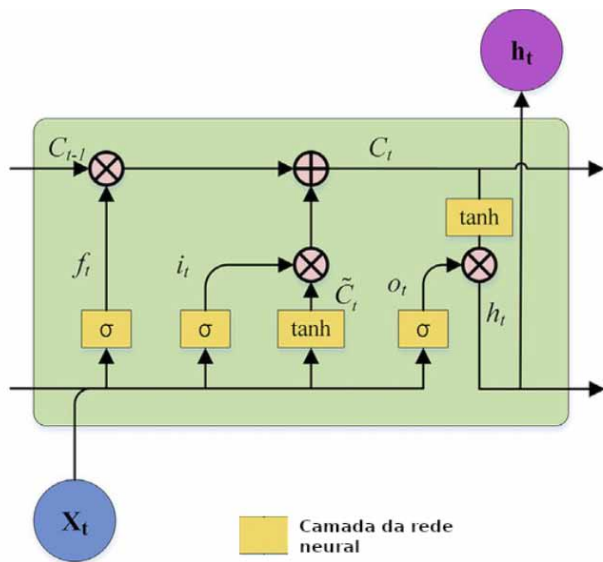 h_t
C_{t-1}
C_t
tanh
f_t
i_t
C̃_t
o_t
h_t
σ
σ
tanh
σ
X_t
Camada da rede
neural